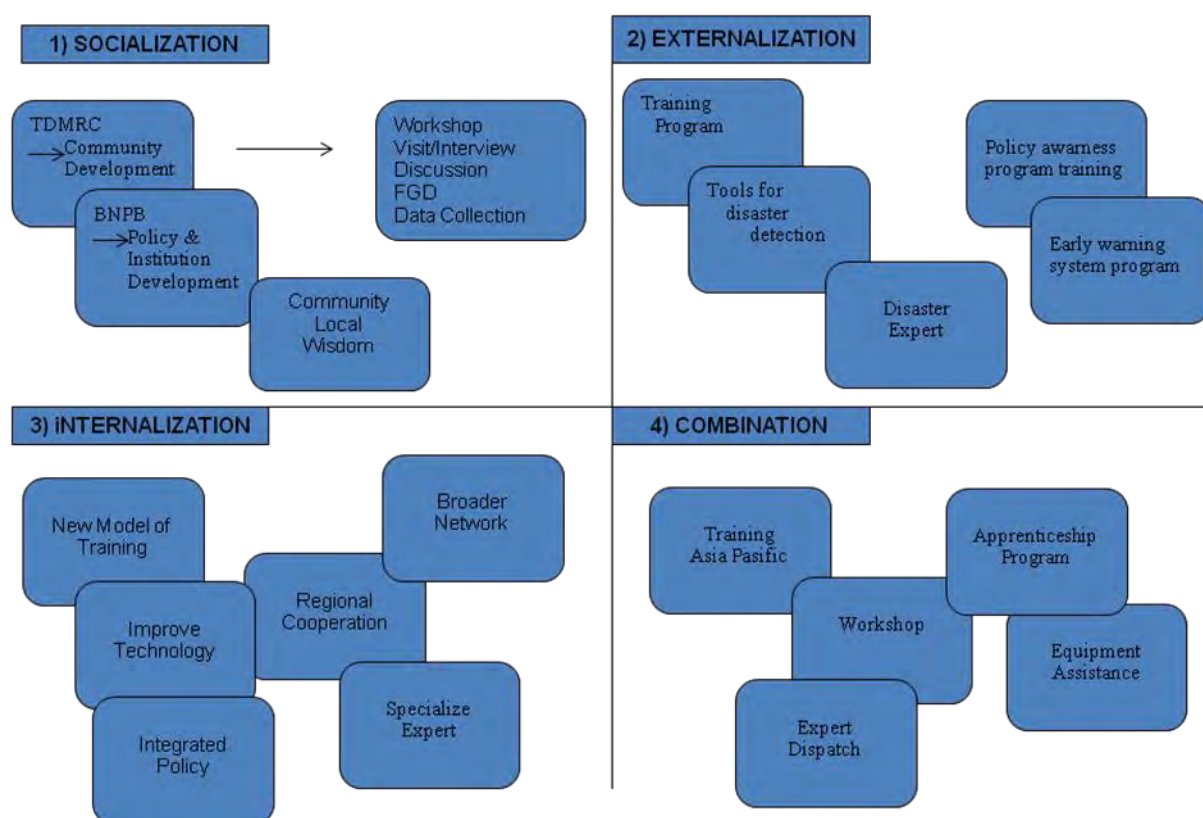 1) SOCIALIZATION
TDMRC
Community
Development
BNPB
Policy &
Institution
Development
Community
Local
Wisdom
Workshop
Visit/Interview
Discussion
FGD
Data Collection
2) EXTERNALIZATION
Training
Program
Tools for
disaster
detection
Disaster
Expert
Policy awarness
program training
Early warning
system program
3) iNTERNALIZATION
New Model of
Training
Improve
Technology
Integrated
Policy
Regional
Cooperation
Broader
Network
Specialize
Expert
4) COMBINATION
Training
Asia Pasific
Workshop
Expert
Dispatch
Apprenticeship
Program
Equipment
Assistance